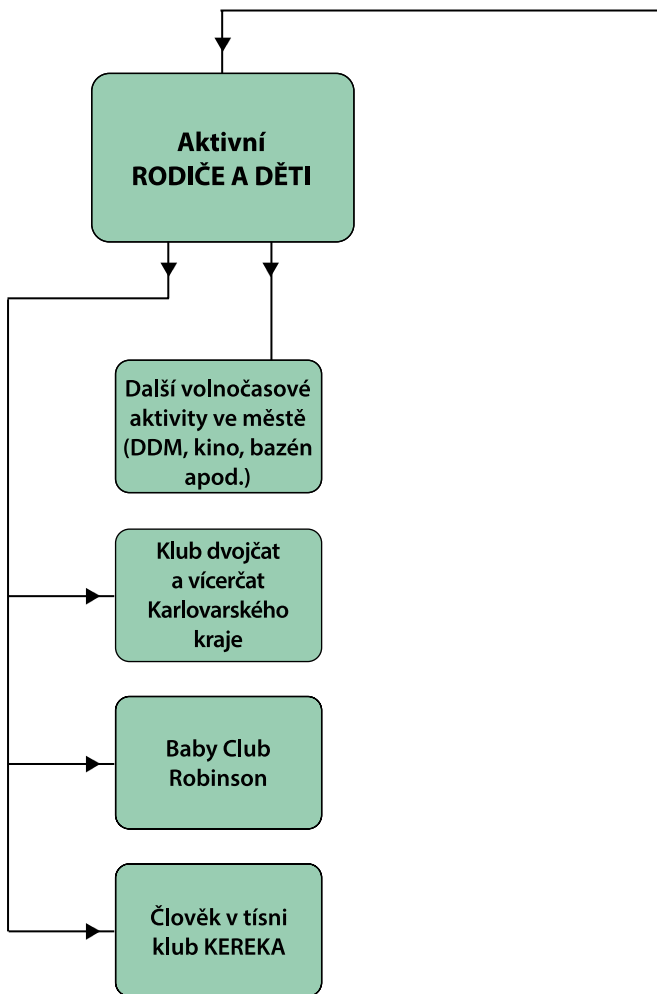 Aktivní
RODIČE A DĚTI
Další volnočasové
aktivity ve městě
(DDM, kino, bazén
apod.)
Klub dvojčat
a vícerčat
Karlovarského
kraje
Baby Club
Robinson
Člověk v tísni
klub KEREKA